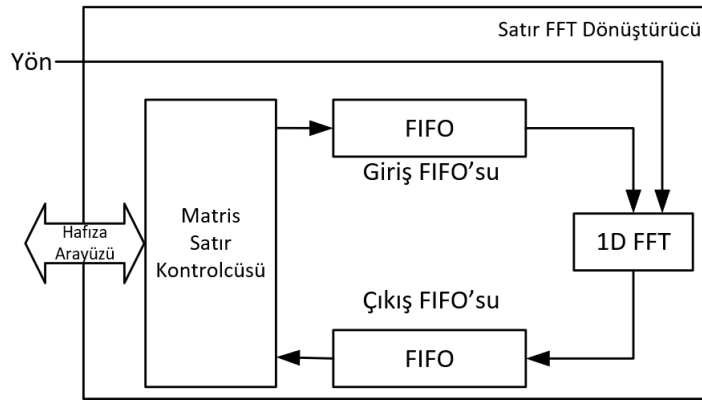 Satır FFT Dönüştürücü
Yön
FIFO
Giriş FIFO'su
Hafıza
Arayüzü
Matris
Satır
Kontrolcüsü
1D FFT
Çıkış FIFO'su
FIFO